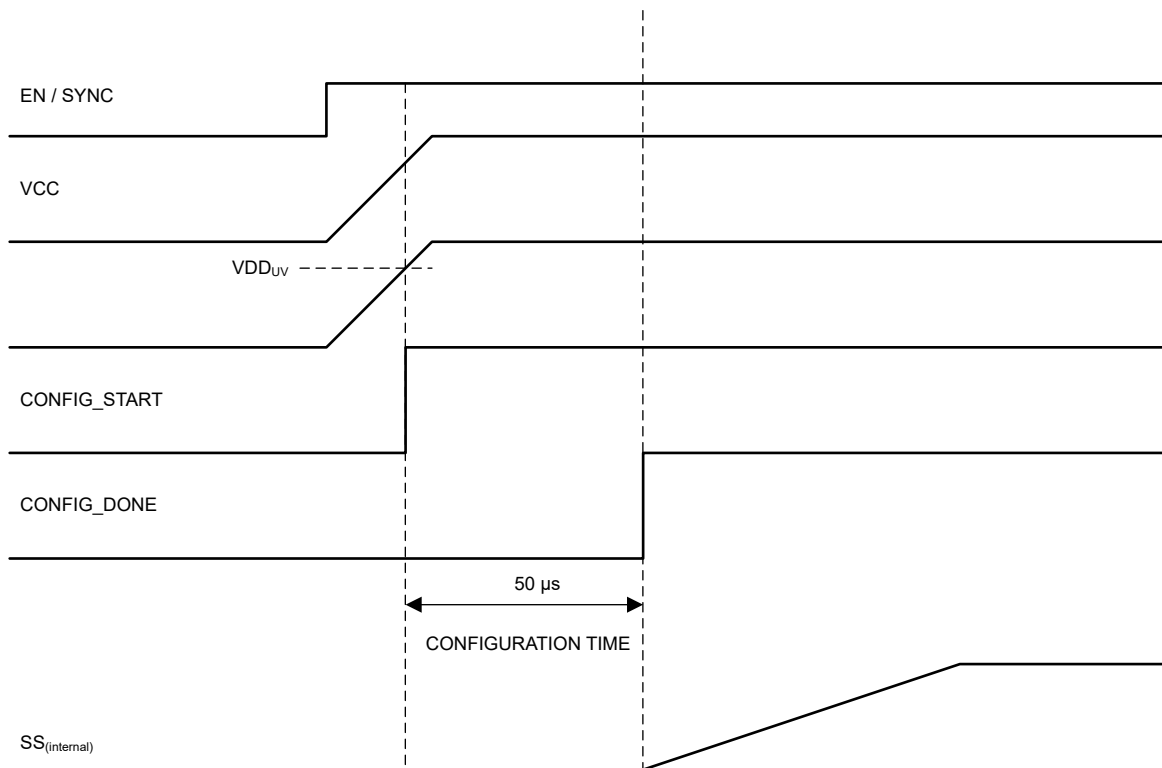 EN / SYNC
VCC
VDDUV
CONFIG_START
CONFIG_DONE
50 µs
CONFIGURATION TIME
SS(internal)